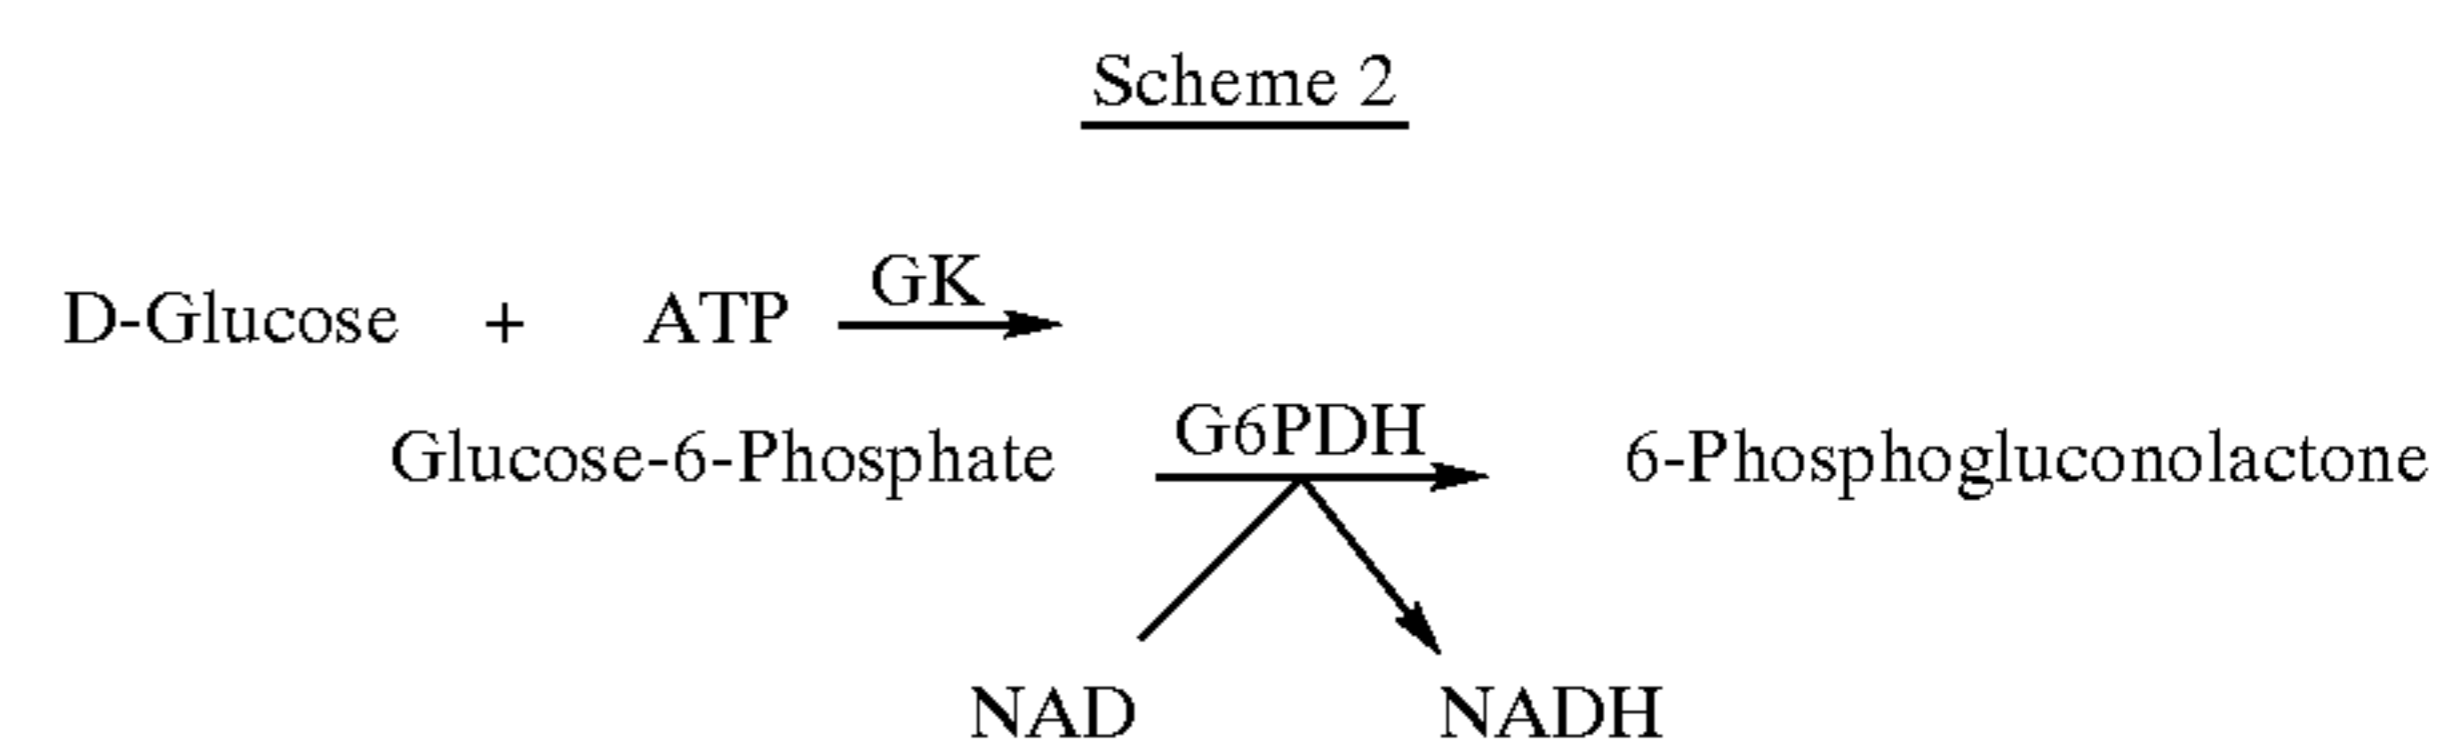 Scheme 2
GK
D-Glucose + ATP
G6PDH
Glucose-6-Phosphate 6-Phosphogluconolactone
NAD NADH